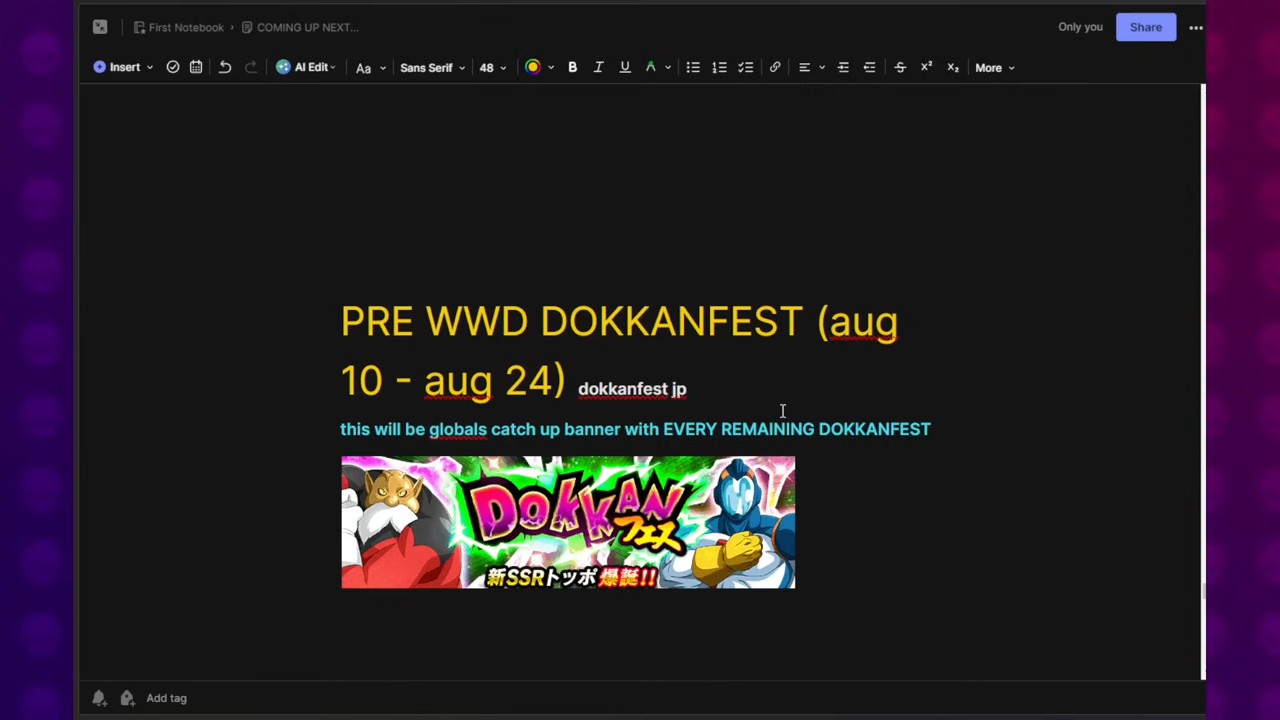 First Notebook › COMING UP NEXT... Only you Share
Insert AI Edit Aa Sans Serif 48 B I U A S X² X₂ More
PRE WWD DOKKANFEST (aug
10 - aug 24) dokkanfest jp
this will be globals catch up banner with EVERY REMAINING DOKKANFEST
DOKKAN
フェス
新SSRトッポ爆誕!!
Add tag